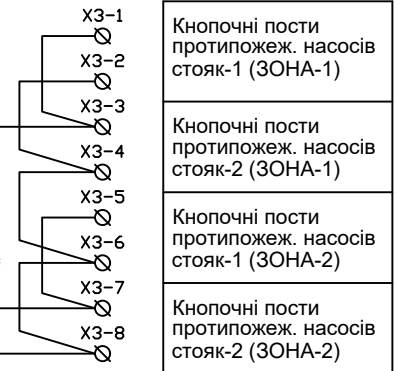 X3-1
X3-2
Кнопочні пости
протипожеж. насосів
стояк-1 (ЗОНА-1)
X3-3
X3-4
Кнопочні пости
протипожеж. насосів
стояк-2 (ЗОНА-1)
X3-5
X3-6
Кнопочні пости
протипожеж. насосів
стояк-1 (ЗОНА-2)
X3-7
X3-8
Кнопочні пости
протипожеж. насосів
стояк-2 (ЗОНА-2)